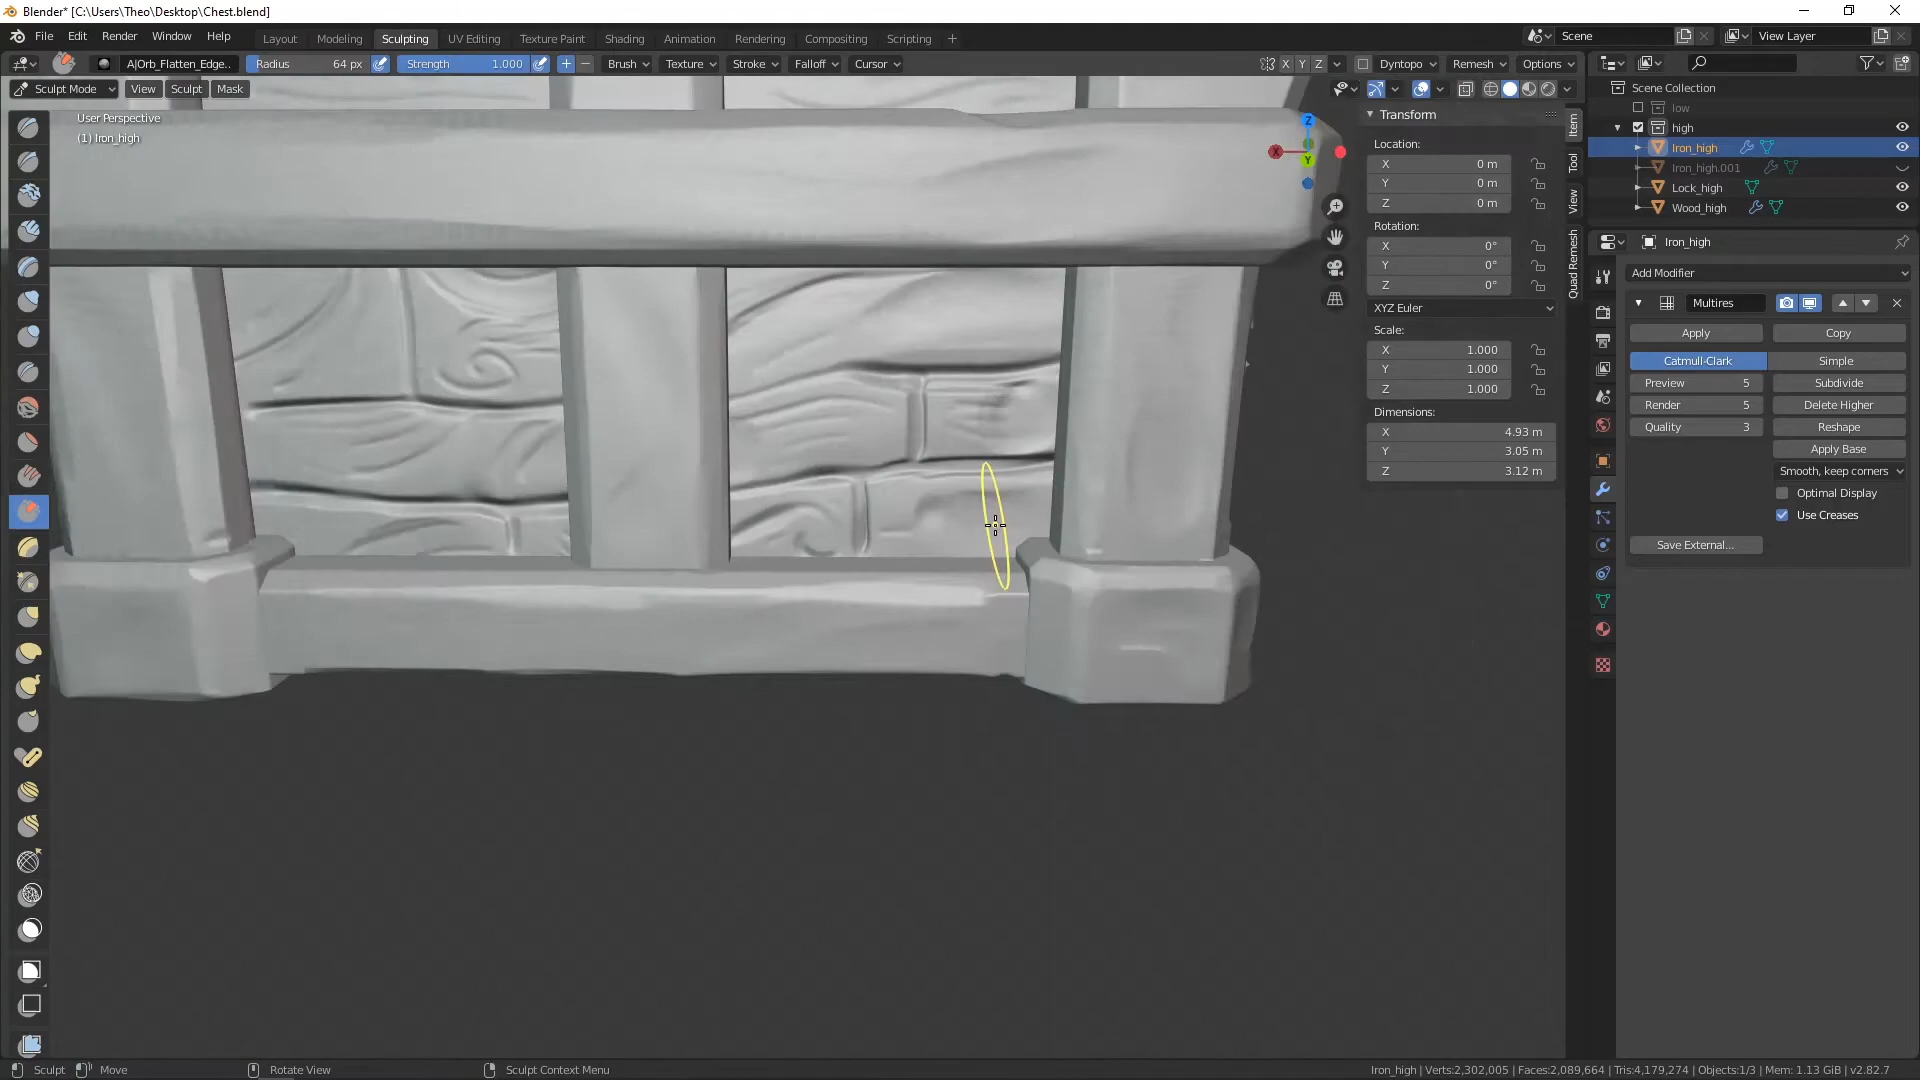 Blender* [C:\Users\Theo\Desktop\Chest.blend]
File Edit Render Window Help
Layout Modeling Sculpting UV Editing Texture Paint Shading Animation Rendering Compositing Scripting
Scene
View Layer
A|Orb_Flatten_Edge..
Radius 64 px
Strength 1.000
Brush Texture Stroke Falloff Cursor
X Y Z
Dyntopo Remesh Options
Sculpt Mode View Sculpt Mask
User Perspective
(1) Iron_high
Z
X
Y
Transform
Location:
X 0 m
Y 0 m
Z 0 m
Rotation:
X 0°
Y 0°
Z 0°
XYZ Euler
Scale:
X 1.000
Y 1.000
Z 1.000
Dimensions:
X 4.93 m
Y 3.05 m
Z 3.12 m
Item
Tool
View
Quad Remesh
Scene Collection
low
high
Iron_high
Iron_high.001
Lock_high
Wood_high
Iron_high
Add Modifier
Multires
Apply Copy
Catmull-Clark Simple
Preview 5 Subdivide
Render 5 Delete Higher
Quality 3 Reshape
Apply Base
Smooth, keep corners
Optimal Display
Use Creases
Save External...
Sculpt Move Rotate View Sculpt Context Menu
Iron_high | Verts:2,302,005 | Faces:2,089,664 | Tris:4,179,274 | Objects:1/3 | Mem: 1.13 GiB | v2.82.7